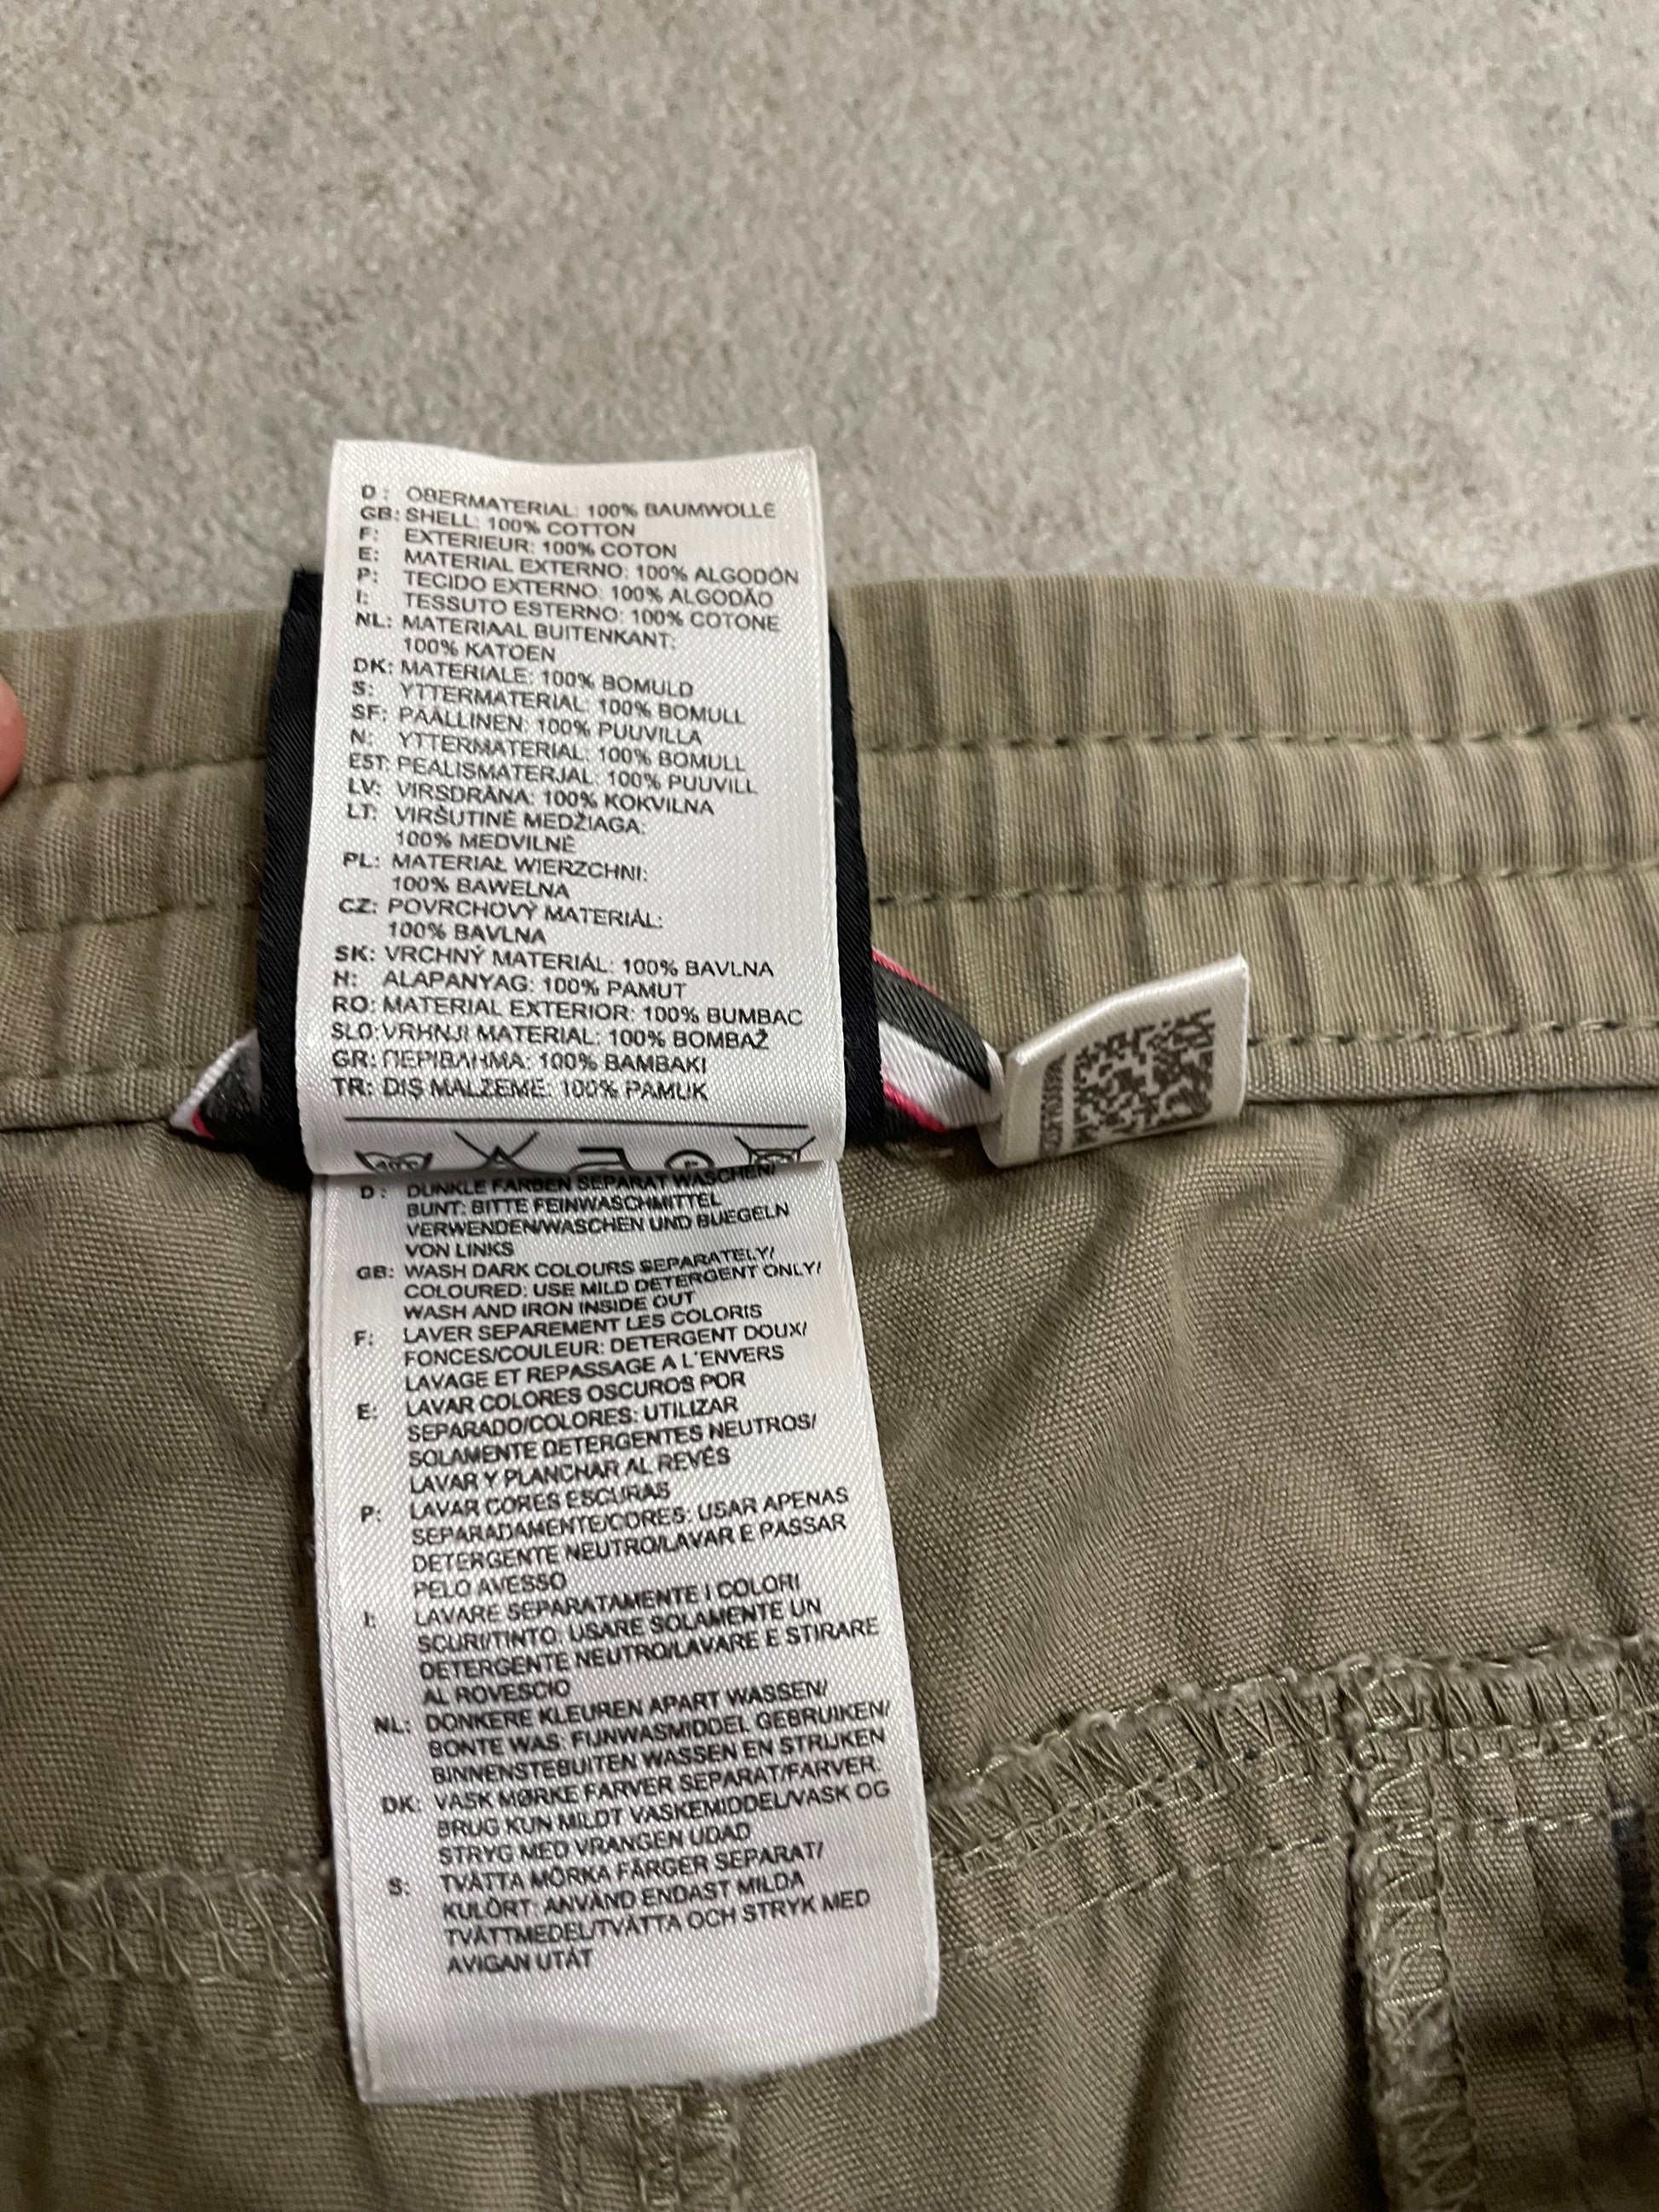 D: OBERMATERIAL: 100% BAUMWOLLE
GB: SHELL: 100% COTTON
F: EXTERIEUR: 100% COTON
E: MATERIAL EXTERNO: 100% ALGODÓN
P: TECIDO EXTERNO: 100% ALGODÃO
I: TESSUTO ESTERNO: 100% COTONE
NL: MATERIAAL BUITENKANT:
100% KATOEN
DK: MATERIALE: 100% BOMULD
S: YTTERMATERIAL: 100% BOMULL
SF: PÄÄLLINEN: 100% PUUVILLA
N: YTTERMATERIAL: 100% BOMULL
EST: PEALISMATERJAL: 100% PUUVILL
LV: VIRSDRĀNA: 100% KOKVILNA
LT: VIRŠUTINĖ MEDŽIAGA:
100% MEDVILNĖ
PL: MATERIAŁ WIERZCHNI:
100% BAWEŁNA
CZ: POVRCHOVÝ MATERIÁL:
100% BAVLNA
SK: VRCHNÝ MATERIÁL: 100% BAVLNA
H: ALAPANYAG: 100% PAMUT
RO: MATERIAL EXTERIOR: 100% BUMBAC
SLO: VRHNJI MATERIAL: 100% BOMBAŽ
GR: ΠΕΡΙΒΛΗΜΑ: 100% ΒΑΜΒΑΚΙ
TR: DIŞ MALZEME: 100% PAMUK
D: DUNKLE FARBEN SEPARAT WASCHEN/
BUNT: BITTE FEINWASCHMITTEL
VERWENDEN/WASCHEN UND BUEGELN
VON LINKS
GB: WASH DARK COLOURS SEPARATELY/
COLOURED: USE MILD DETERGENT ONLY/
WASH AND IRON INSIDE OUT
F: LAVER SEPAREMENT LES COLORIS
FONCES/COULEUR: DETERGENT DOUX/
LAVAGE ET REPASSAGE A L'ENVERS
E: LAVAR COLORES OSCUROS POR
SEPARADO/COLORES: UTILIZAR
SOLAMENTE DETERGENTES NEUTROS/
LAVAR Y PLANCHAR AL REVÉS
P: LAVAR CORES ESCURAS
SEPARADAMENTE/CORES: USAR APENAS
DETERGENTE NEUTRO/LAVAR E PASSAR
PELO AVESSO
I: LAVARE SEPARATAMENTE I COLORI
SCURI/TINTO: USARE SOLAMENTE UN
DETERGENTE NEUTRO/LAVARE E STIRARE
AL ROVESCIO
NL: DONKERE KLEUREN APART WASSEN/
BONTE WAS: FIJNWASMIDDEL GEBRUIKEN/
BINNENSTEBUITEN WASSEN EN STRIJKEN
DK: VASK MØRKE FARVER SEPARAT/FARVER:
BRUG KUN MILDT VASKEMIDDEL/VASK OG
STRYG MED VRANGEN UDAD
S: TVÄTTA MÖRKA FÄRGER SEPARAT/
KULÖRT: ANVÄND ENDAST MILDA
TVÄTTMEDEL/TVÄTTA OCH STRYK MED
AVIGAN UTÅT